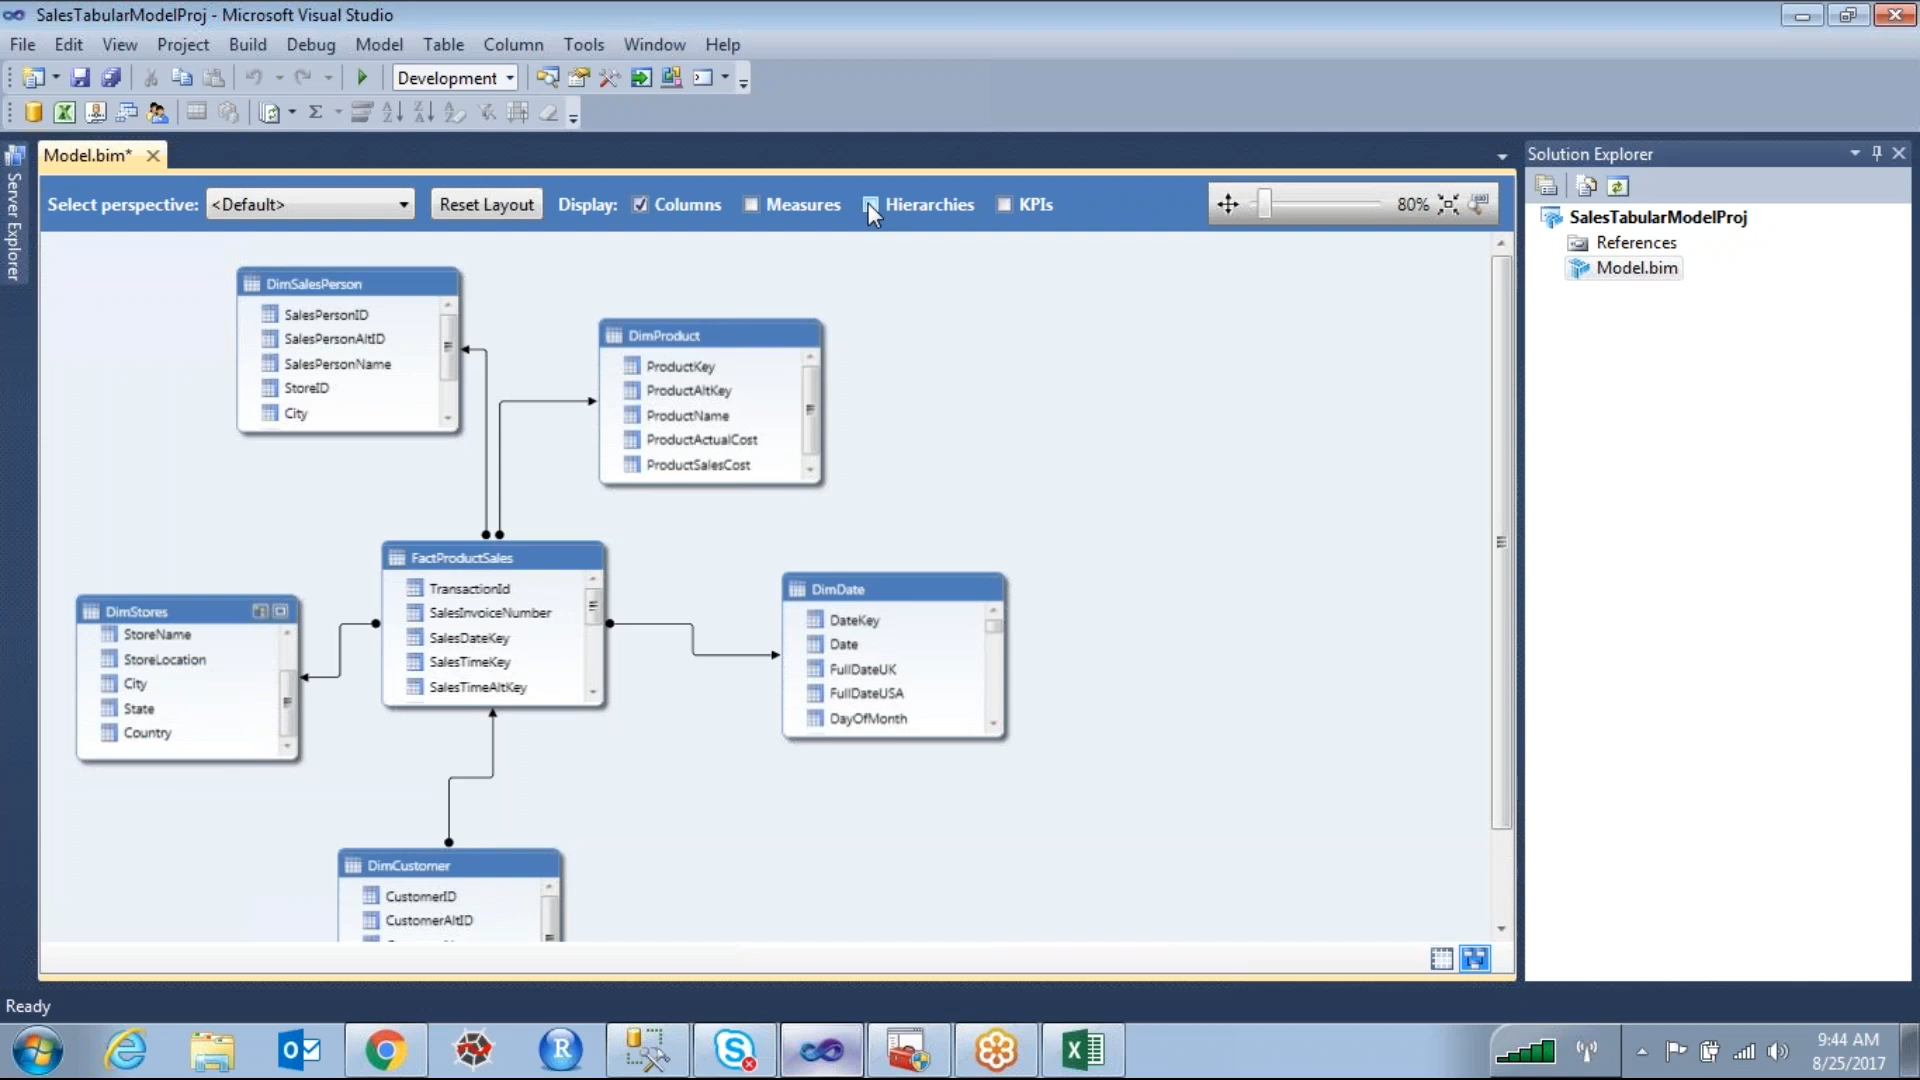 SalesTabularModelProj - Microsoft Visual Studio
File Edit View Project Build Debug Model Table Column Tools Window Help
Development
Model.bim*
Solution Explorer
Server Explorer
Select perspective: <Default> Reset Layout Display: Columns Measures Hierarchies KPIs 80%
SalesTabularModelProj
References
Model.bim
DimSalesPerson
SalesPersonID
SalesPersonAltID
SalesPersonName
StoreID
City
DimProduct
ProductKey
ProductAltKey
ProductName
ProductActualCost
ProductSalesCost
FactProductSales
TransactionId
SalesInvoiceNumber
SalesDateKey
SalesTimeKey
SalesTimeAltKey
DimStores
StoreName
StoreLocation
City
State
Country
DimDate
DateKey
Date
FullDateUK
FullDateUSA
DayOfMonth
DimCustomer
CustomerID
CustomerAltID
Ready
9:44 AM
8/25/2017